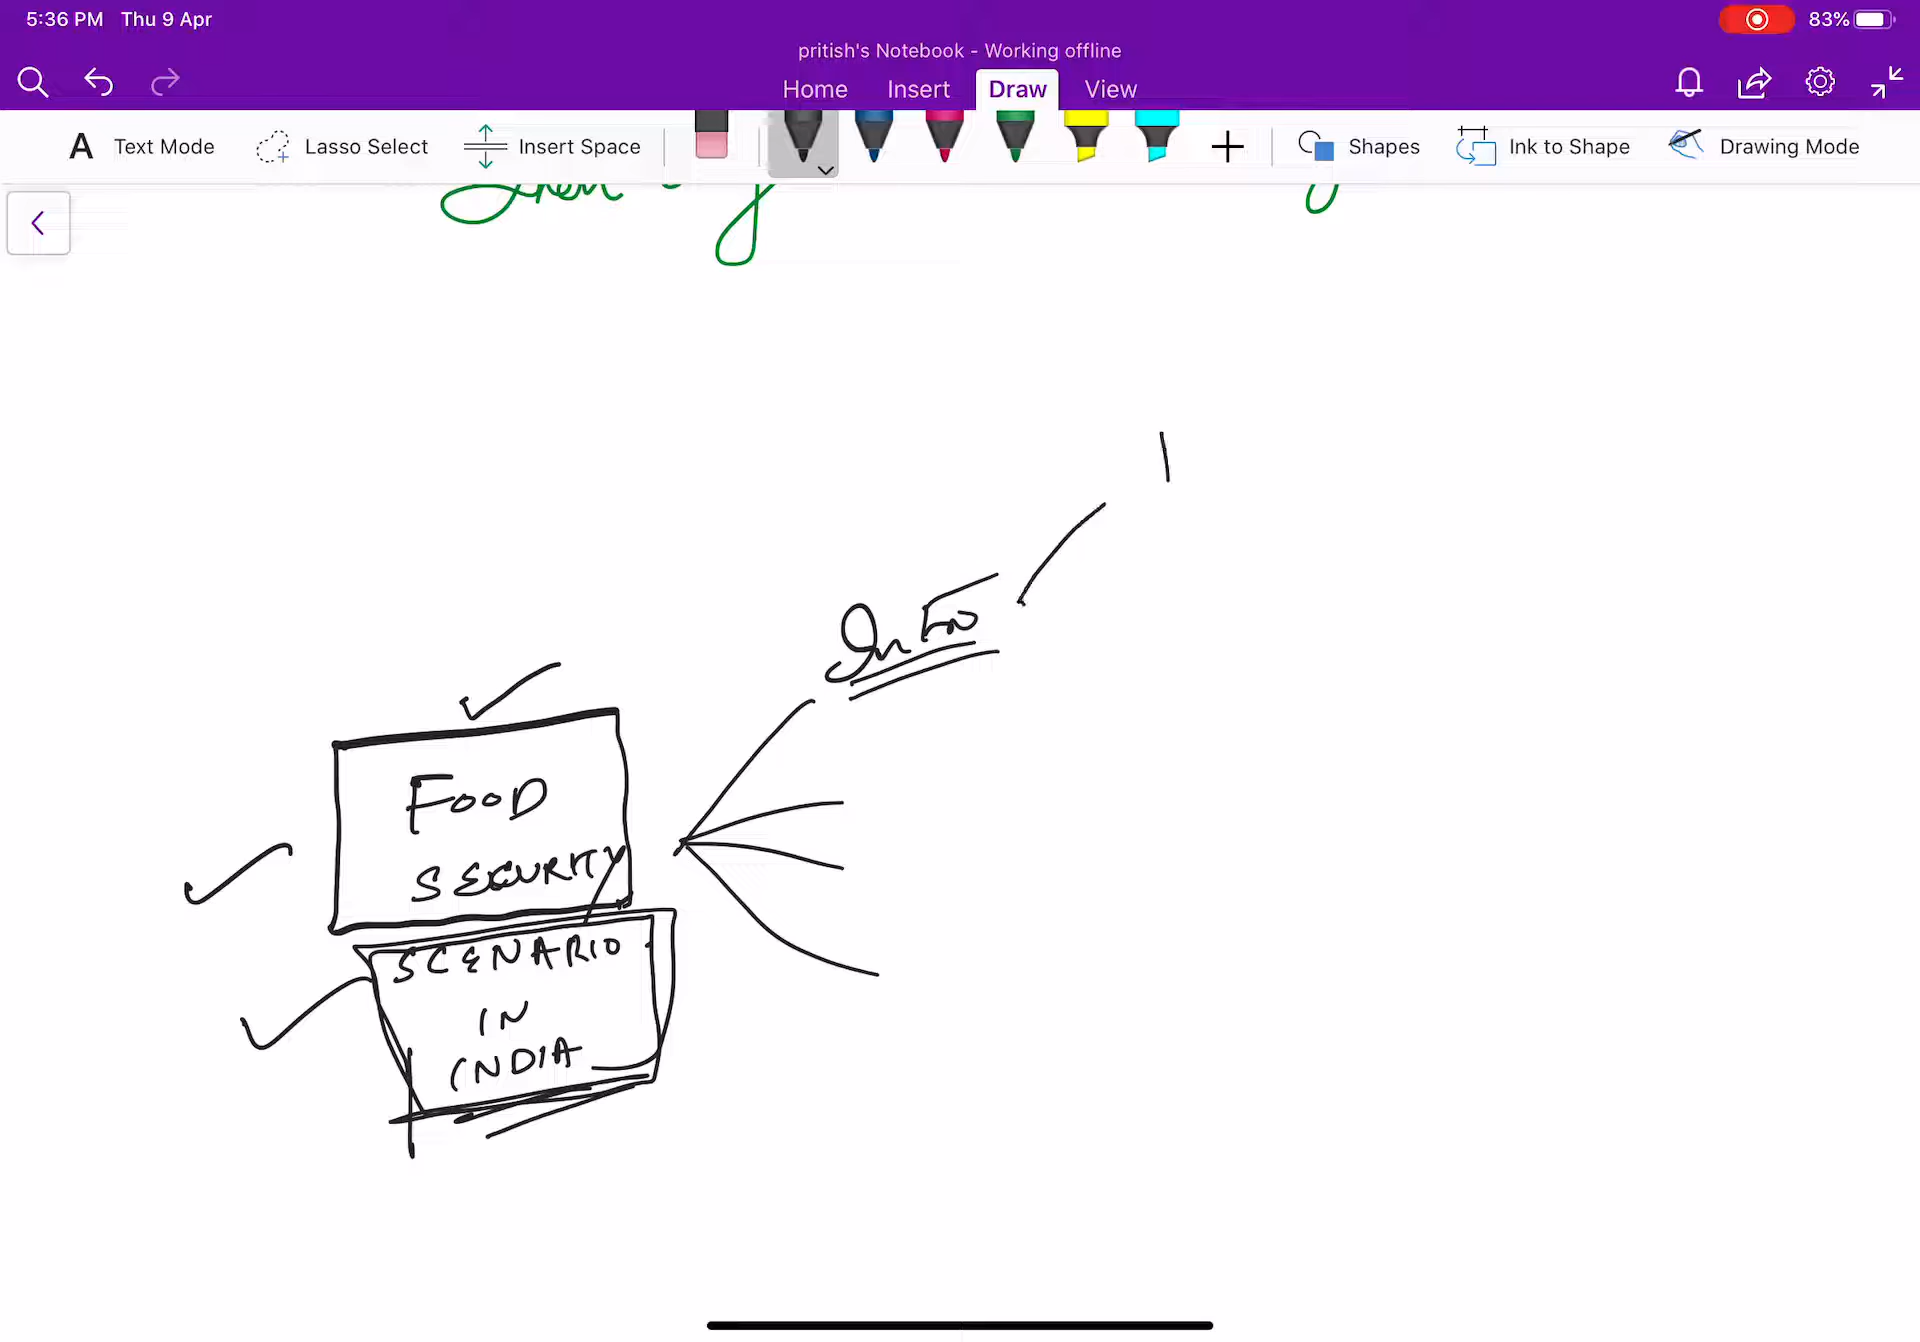 5:36 PM Thu 9 Apr
83%
pritish's Notebook - Working offline
Home Insert Draw View
A Text Mode Lasso Select Insert Space Shapes Ink to Shape Drawing Mode
Info
FOOD
SECURITY
SCENARIO
IN
INDIA